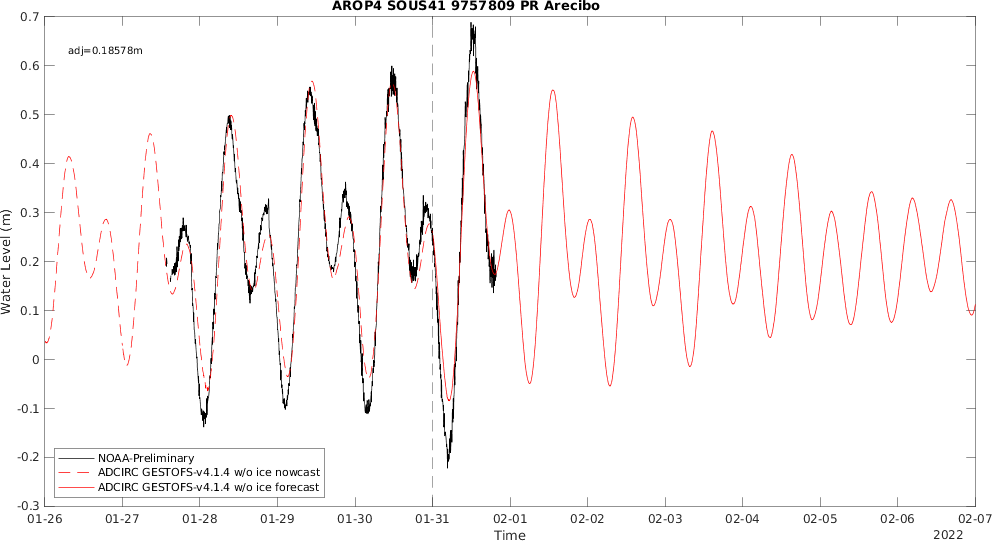 AROP4 SOUS41 9757809 PR Arecibo
0.7
adj=0.18578m
0.6
0.5
0.4
0.3
0.2
0.1
0
-0.1
-0.2
-0.3
Water Level (m)
NOAA-Preliminary
ADCIRC GESTOFS-v4.1.4 w/o ice nowcast
ADCIRC GESTOFS-v4.1.4 w/o ice forecast
01-26 01-27 01-28 01-29 01-30 01-31 02-01 02-02 02-03 02-04 02-05 02-06 02-07
Time
2022